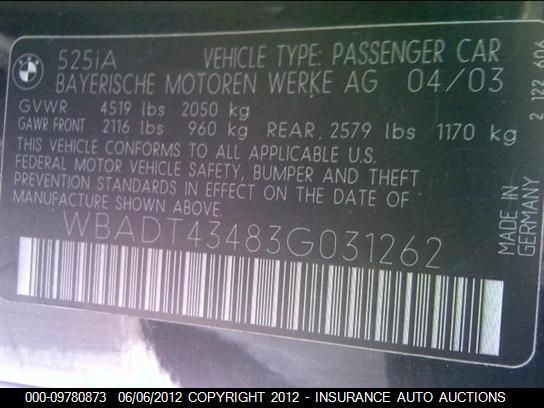 BMW
525iA VEHICLE TYPE: PASSENGER CAR
BAYERISCHE MOTOREN WERKE AG 04/03
GVWR 4519 lbs 2050 kg
GAWR FRONT 2116 lbs 960 kg REAR, 2579 lbs 1170 kg
THIS VEHICLE CONFORMS TO ALL APPLICABLE U.S.
FEDERAL MOTOR VEHICLE SAFETY, BUMPER AND THEFT
PREVENTION STANDARDS IN EFFECT ON THE DATE OF
MANUFACTURE SHOWN ABOVE.
WBADT43483G031262
MADE IN
GERMANY
2 122 606
000-09780873 06/06/2012 COPYRIGHT 2012 - INSURANCE AUTO AUCTIONS